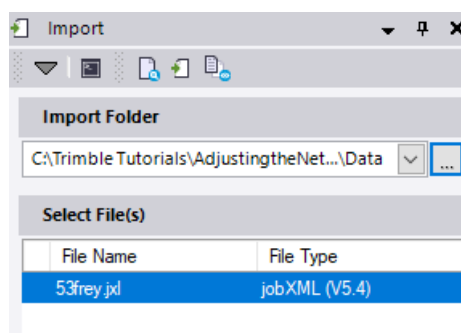 Import
Import Folder
C:\Trimble Tutorials\AdjustingtheNet...\Data
...
Select File(s)
File Name File Type
53frey.jxl jobXML (V5.4)